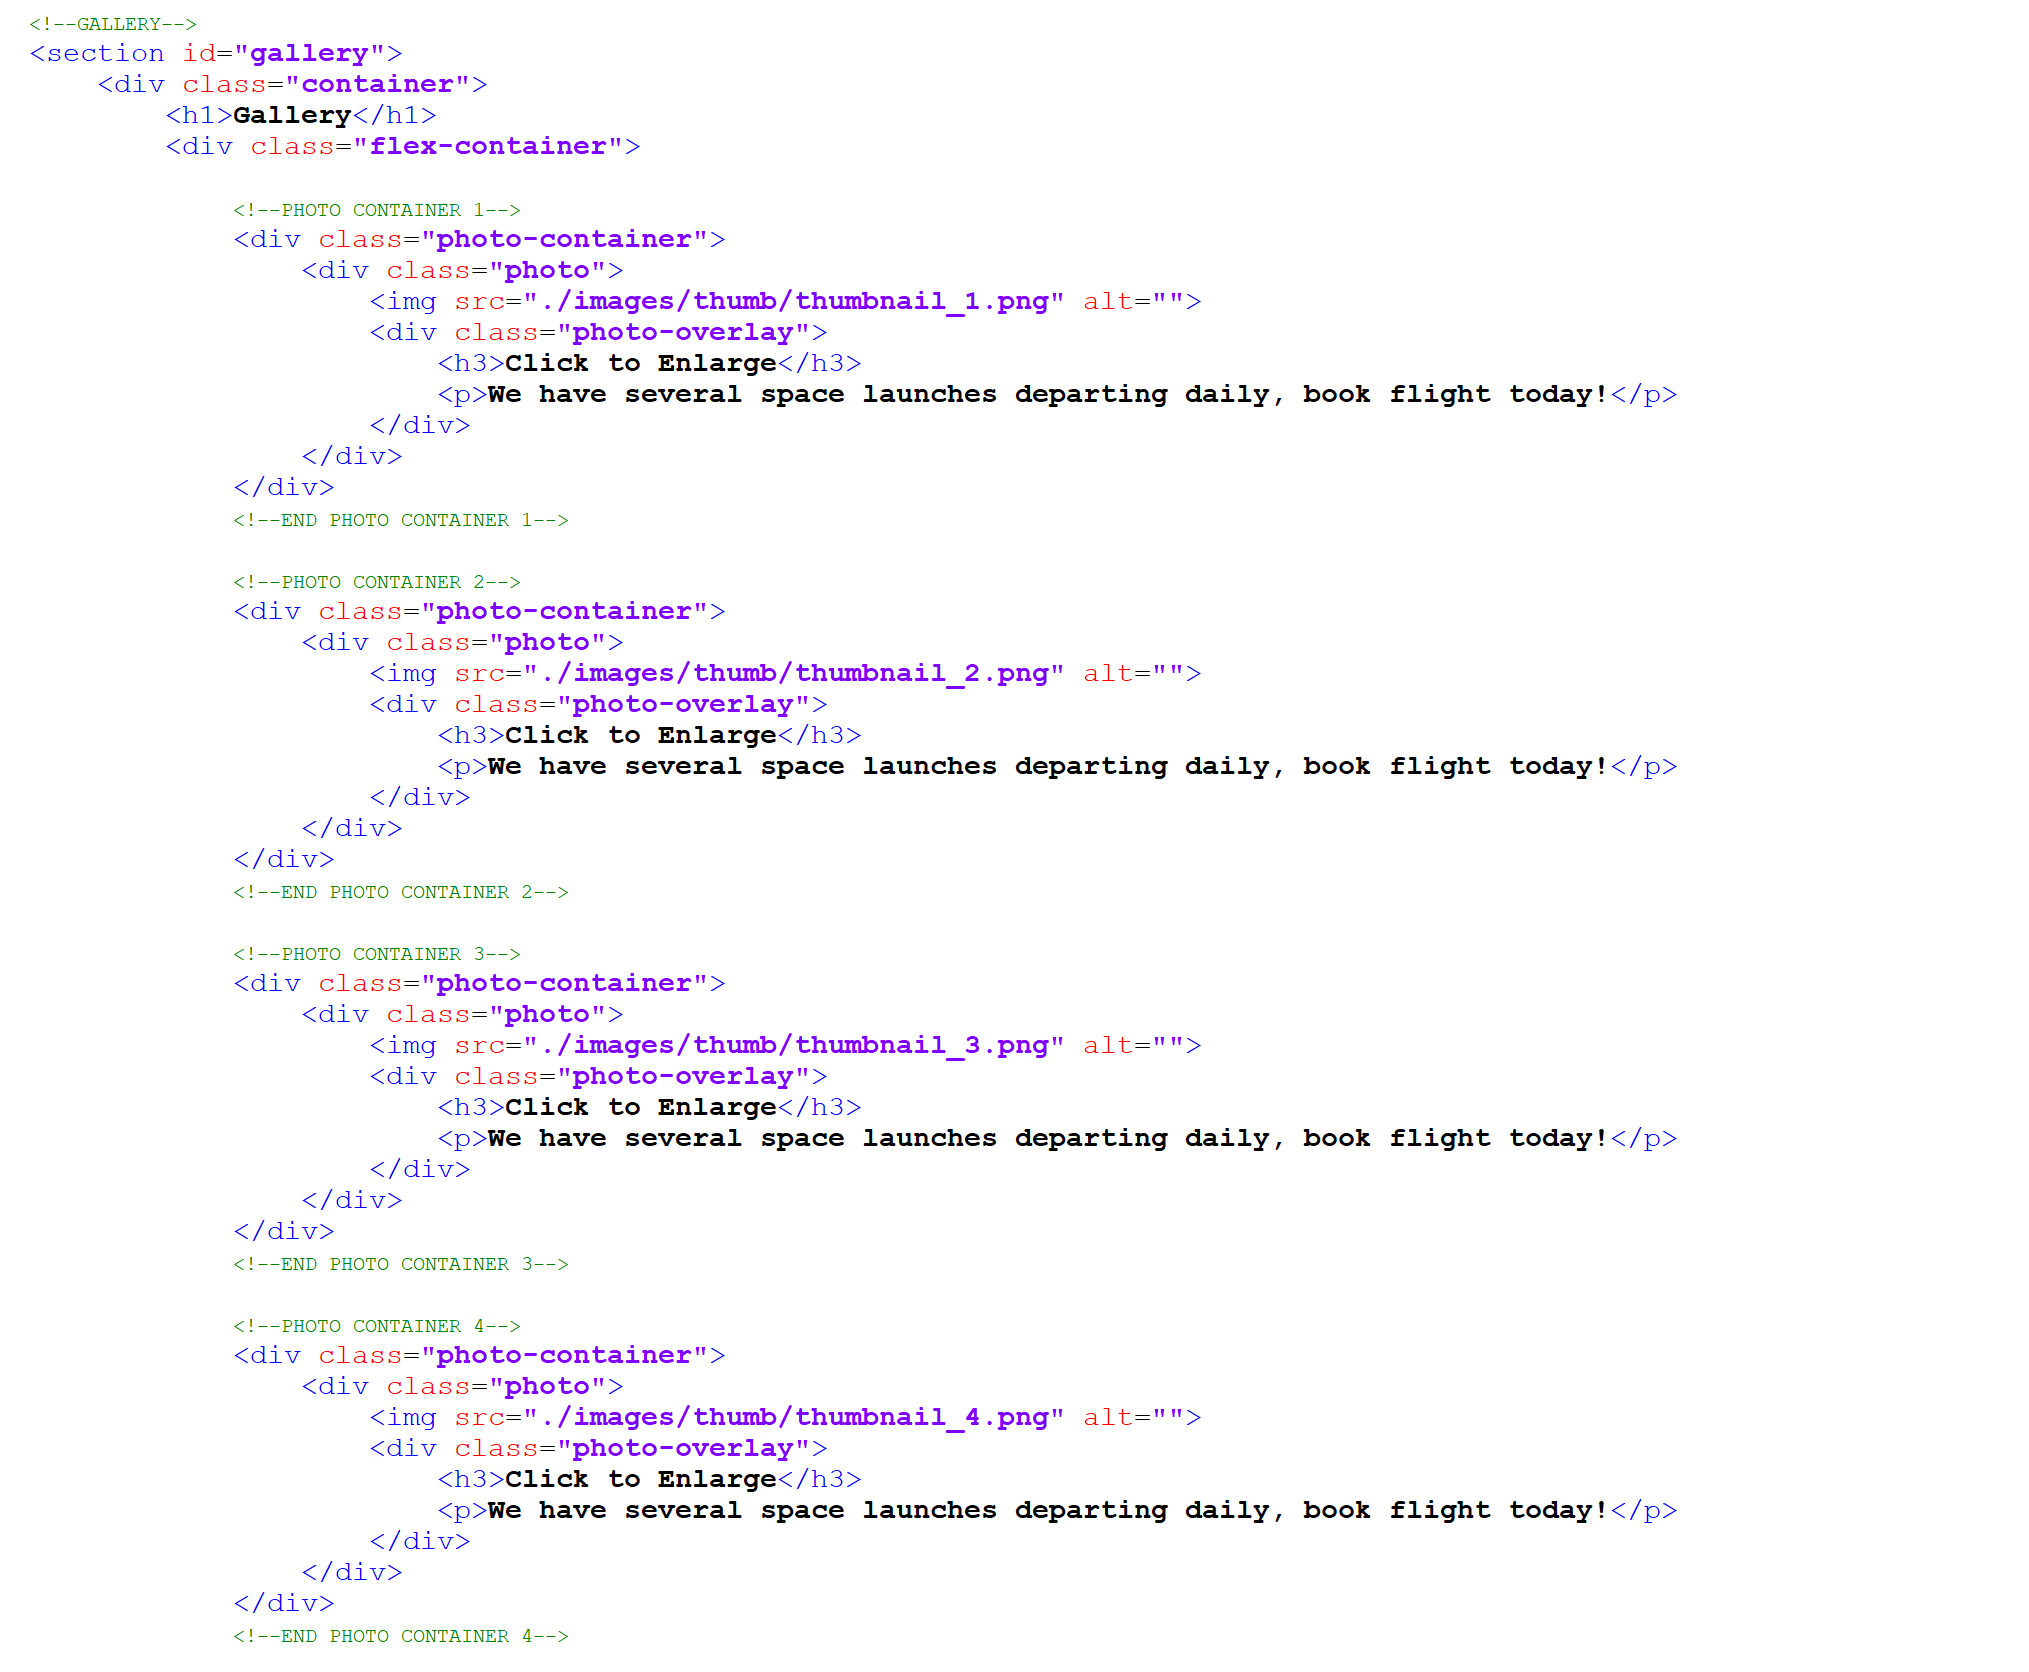 <!--GALLERY-->
<section id="gallery">
    <div class="container">
        <h1>Gallery</h1>
        <div class="flex-container">

            <!--PHOTO CONTAINER 1-->
            <div class="photo-container">
                <div class="photo">
                    <img src="./images/thumb/thumbnail_1.png" alt="">
                    <div class="photo-overlay">
                        <h3>Click to Enlarge</h3>
                        <p>We have several space launches departing daily, book flight today!</p>
                    </div>
                </div>
            </div>
            <!--END PHOTO CONTAINER 1-->

            <!--PHOTO CONTAINER 2-->
            <div class="photo-container">
                <div class="photo">
                    <img src="./images/thumb/thumbnail_2.png" alt="">
                    <div class="photo-overlay">
                        <h3>Click to Enlarge</h3>
                        <p>We have several space launches departing daily, book flight today!</p>
                    </div>
                </div>
            </div>
            <!--END PHOTO CONTAINER 2-->

            <!--PHOTO CONTAINER 3-->
            <div class="photo-container">
                <div class="photo">
                    <img src="./images/thumb/thumbnail_3.png" alt="">
                    <div class="photo-overlay">
                        <h3>Click to Enlarge</h3>
                        <p>We have several space launches departing daily, book flight today!</p>
                    </div>
                </div>
            </div>
            <!--END PHOTO CONTAINER 3-->

            <!--PHOTO CONTAINER 4-->
            <div class="photo-container">
                <div class="photo">
                    <img src="./images/thumb/thumbnail_4.png" alt="">
                    <div class="photo-overlay">
                        <h3>Click to Enlarge</h3>
                        <p>We have several space launches departing daily, book flight today!</p>
                    </div>
                </div>
            </div>
            <!--END PHOTO CONTAINER 4-->